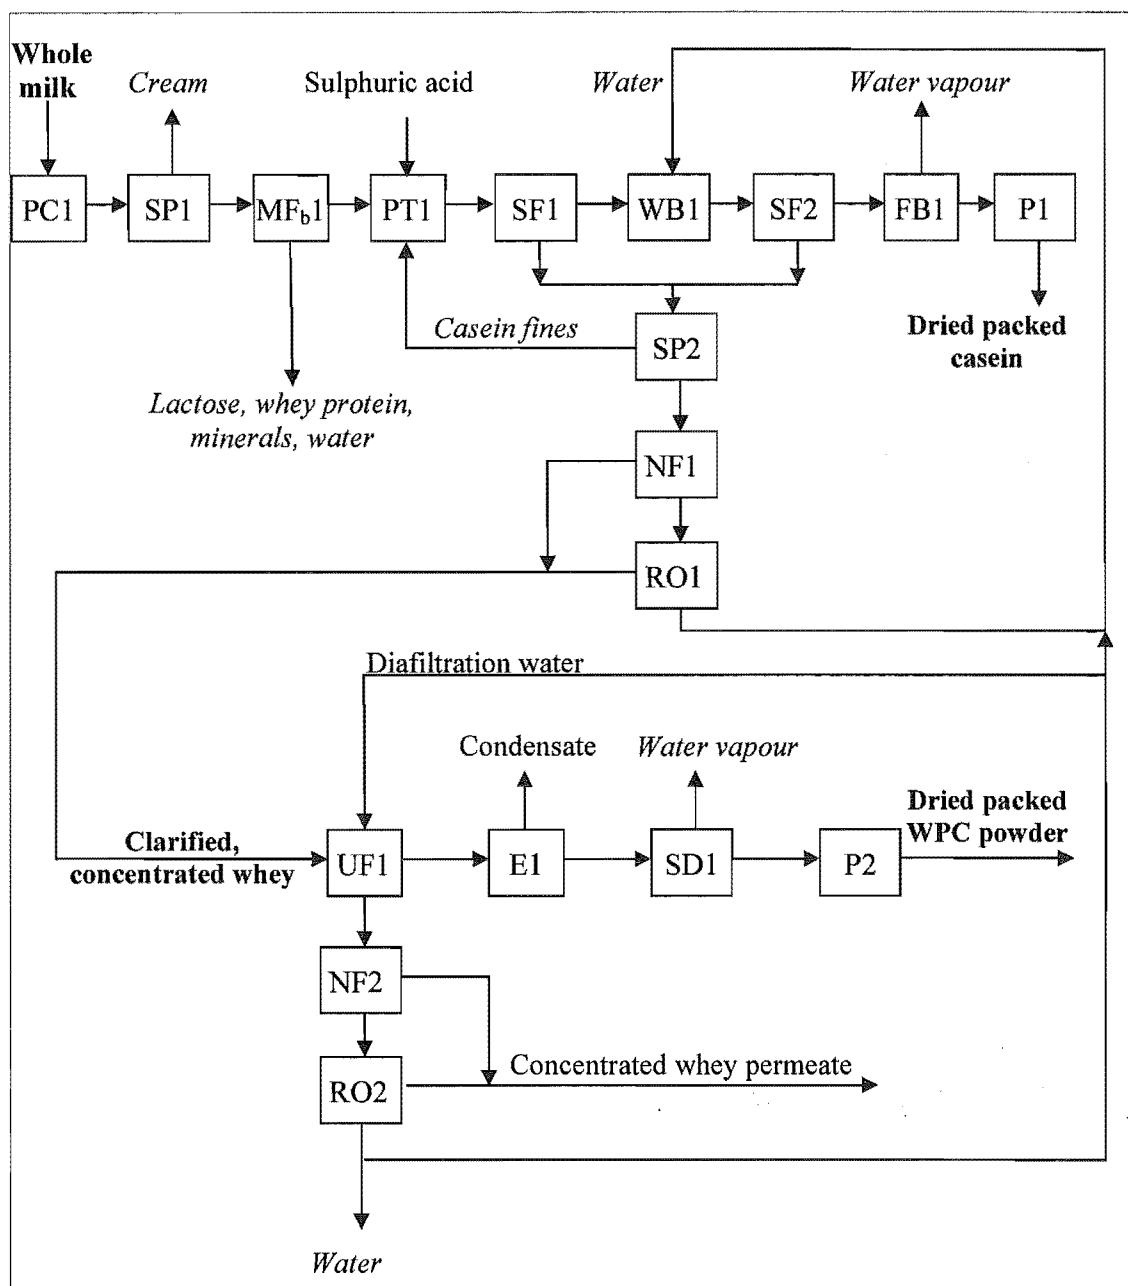 Whole
milk
Cream
Sulphuric acid
Water
Water vapour
PC1
SP1
MFb1
PT1
SF1
WB1
SF2
FB1
P1
Casein fines
SP2
Dried packed
casein
Lactose, whey protein,
minerals, water
NF1
RO1
Diafiltration water
Condensate
Water vapour
Dried packed
WPC powder
Clarified,
concentrated whey
UF1
E1
SD1
P2
NF2
RO2
Concentrated whey permeate
Water